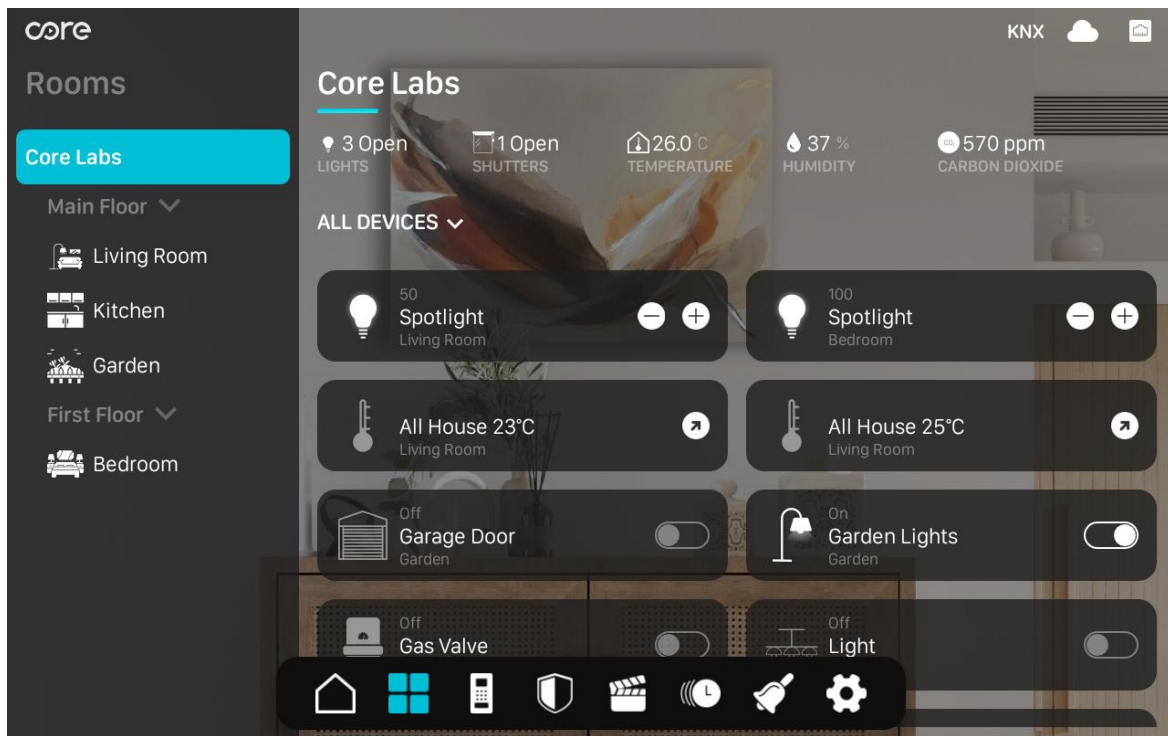 core
KNX
Rooms
Core Labs
Main Floor
Living Room
Kitchen
Garden
First Floor
Bedroom
Core Labs
3 Open
LIGHTS
1 Open
SHUTTERS
26.0 °C
TEMPERATURE
37 %
HUMIDITY
CO₂ 570 ppm
CARBON DIOXIDE
ALL DEVICES
50
Spotlight
Living Room
100
Spotlight
Bedroom
All House 23°C
Living Room
All House 25°C
Living Room
Off
Garage Door
Garden
On
Garden Lights
Garden
Off
Gas Valve
Off
Light